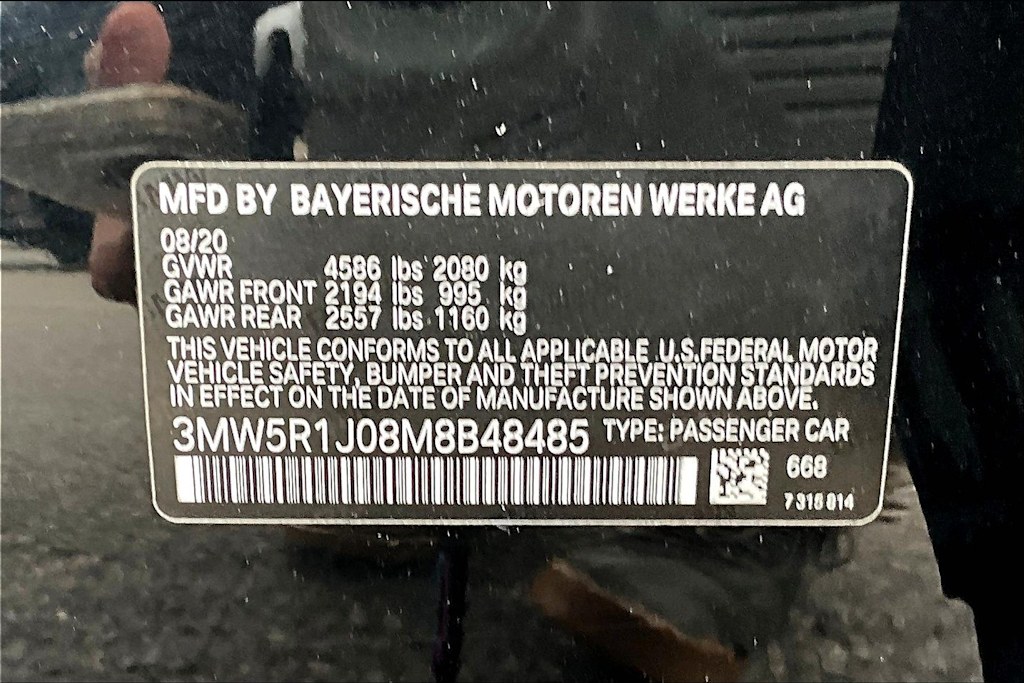 MFD BY BAYERISCHE MOTOREN WERKE AG
08/20
GVWR 4586 lbs 2080 kg
GAWR FRONT 2194 lbs 995 kg
GAWR REAR 2557 lbs 1160 kg
THIS VEHICLE CONFORMS TO ALL APPLICABLE U.S.FEDERAL MOTOR
VEHICLE SAFETY, BUMPER AND THEFT PREVENTION STANDARDS
IN EFFECT ON THE DATE OF MANUFACTURE SHOWN ABOVE.
3MW5R1J08M8B48485 TYPE: PASSENGER CAR
668
7 318 814